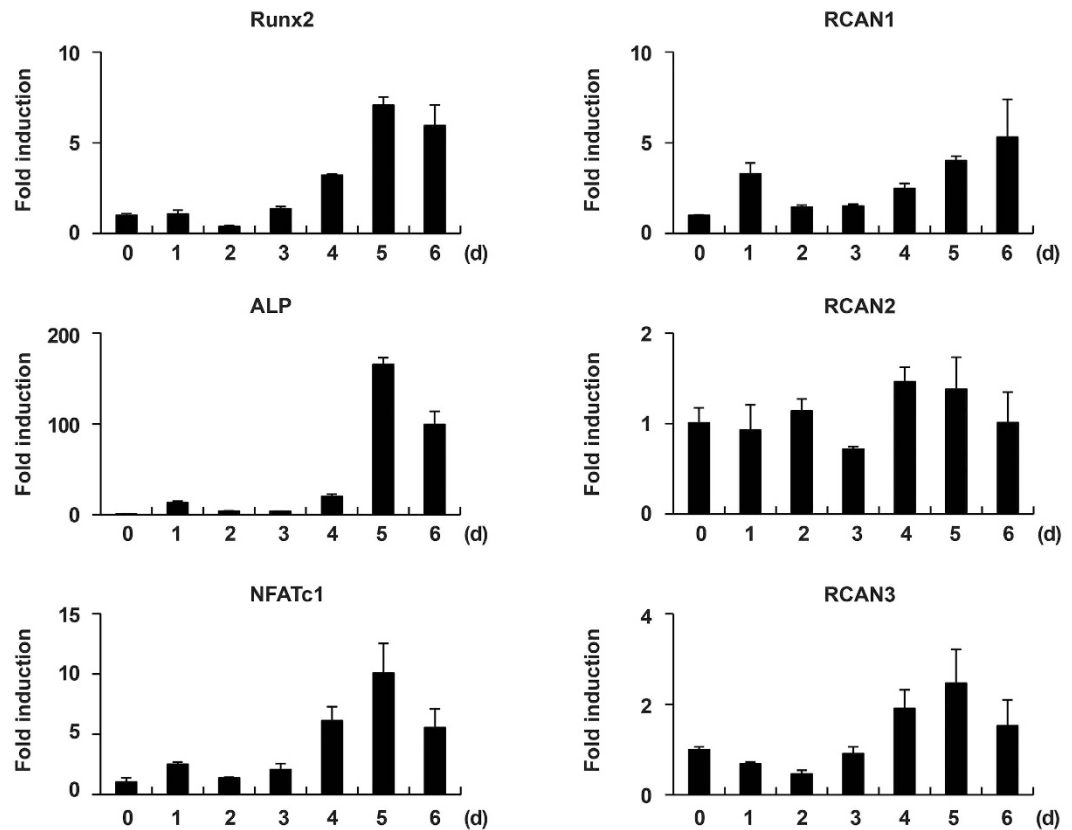 Runx2
Fold induction
10
5
0
0 1 2 3 4 5 6 (d)
RCAN1
Fold induction
10
5
0
0 1 2 3 4 5 6 (d)
ALP
Fold induction
200
100
0
0 1 2 3 4 5 6 (d)
RCAN2
Fold induction
2
1
0
0 1 2 3 4 5 6 (d)
NFATc1
Fold induction
15
10
5
0
0 1 2 3 4 5 6 (d)
RCAN3
Fold induction
4
2
0
0 1 2 3 4 5 6 (d)